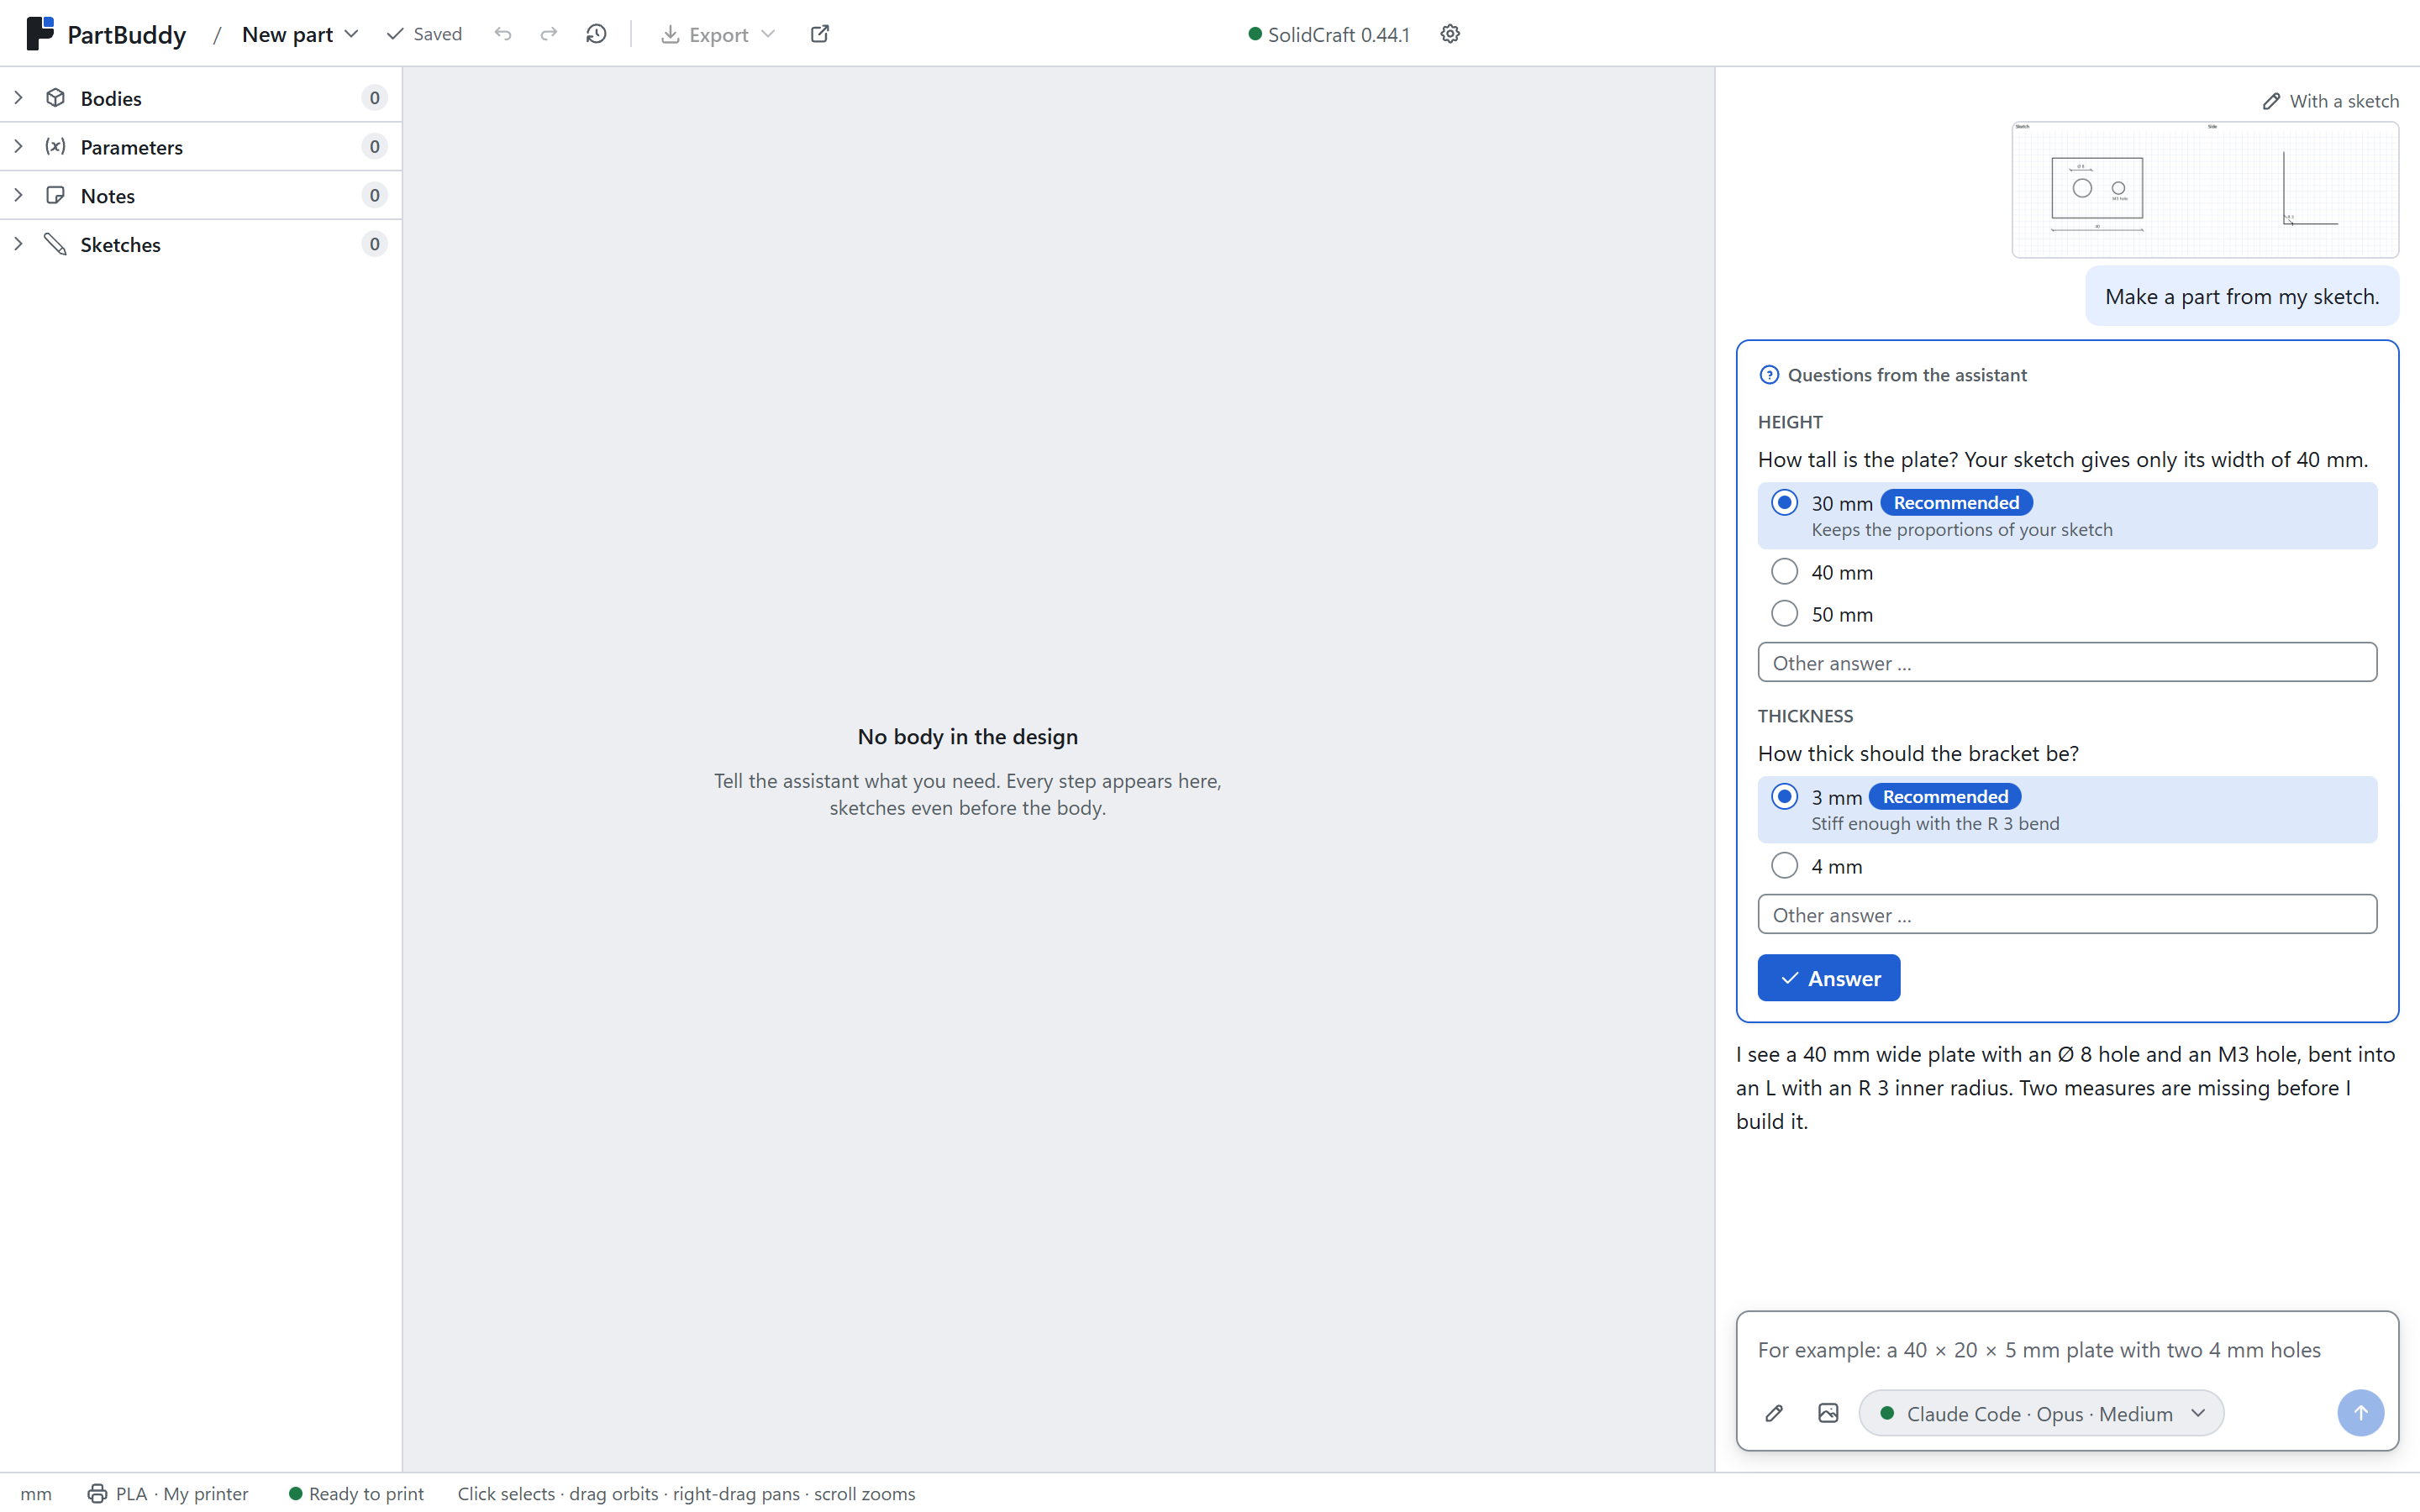 PartBuddy / New part Saved Export SolidCraft 0.44.1
Bodies 0
Parameters 0
Notes 0
Sketches 0
No body in the design
Tell the assistant what you need. Every step appears here,
sketches even before the body.
With a sketch
Sketch Side
Ø 8
M3 hole
40
Make a part from my sketch.
Questions from the assistant
HEIGHT
How tall is the plate? Your sketch gives only its width of 40 mm.
30 mm Recommended
Keeps the proportions of your sketch
40 mm
50 mm
Other answer ...
THICKNESS
How thick should the bracket be?
3 mm Recommended
Stiff enough with the R 3 bend
4 mm
Other answer ...
Answer
I see a 40 mm wide plate with an Ø 8 hole and an M3 hole, bent into
an L with an R 3 inner radius. Two measures are missing before I
build it.
For example: a 40 × 20 × 5 mm plate with two 4 mm holes
Claude Code · Opus · Medium
mm PLA · My printer Ready to print Click selects · drag orbits · right-drag pans · scroll zooms